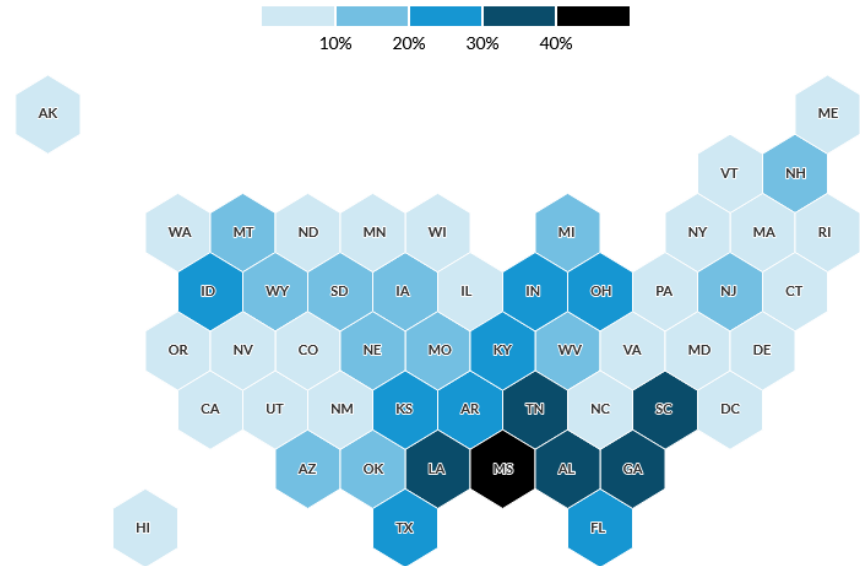 10% 20% 30% 40%
AK ME
VT NH
WA MT ND MN WI MI NY MA RI
ID WY SD IA IL IN OH PA NJ CT
OR NV CO NE MO KY WV VA MD DE
CA UT NM KS AR TN NC SC DC
AZ OK LA MS AL GA
HI TX FL